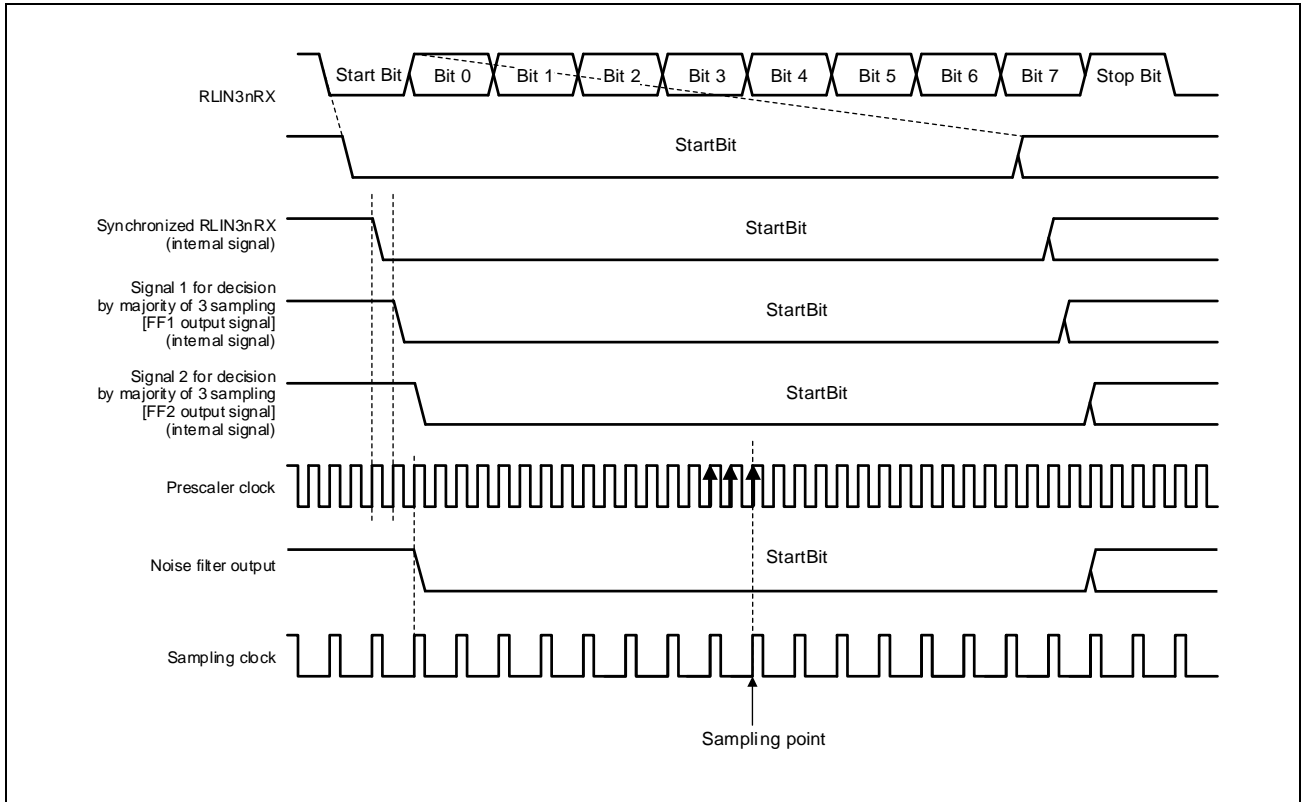 RLIN3nRX
Start Bit
Bit 0
Bit 1
Bit 2
Bit 3
Bit 4
Bit 5
Bit 6
Bit 7
Stop Bit
StartBit
Synchronized RLIN3nRX
(internal signal)
StartBit
Signal 1 for decision
by majority of 3 sampling
[FF1 output signal]
(internal signal)
StartBit
Signal 2 for decision
by majority of 3 sampling
[FF2 output signal]
(internal signal)
StartBit
Prescaler clock
Noise filter output
StartBit
Sampling clock
Sampling point